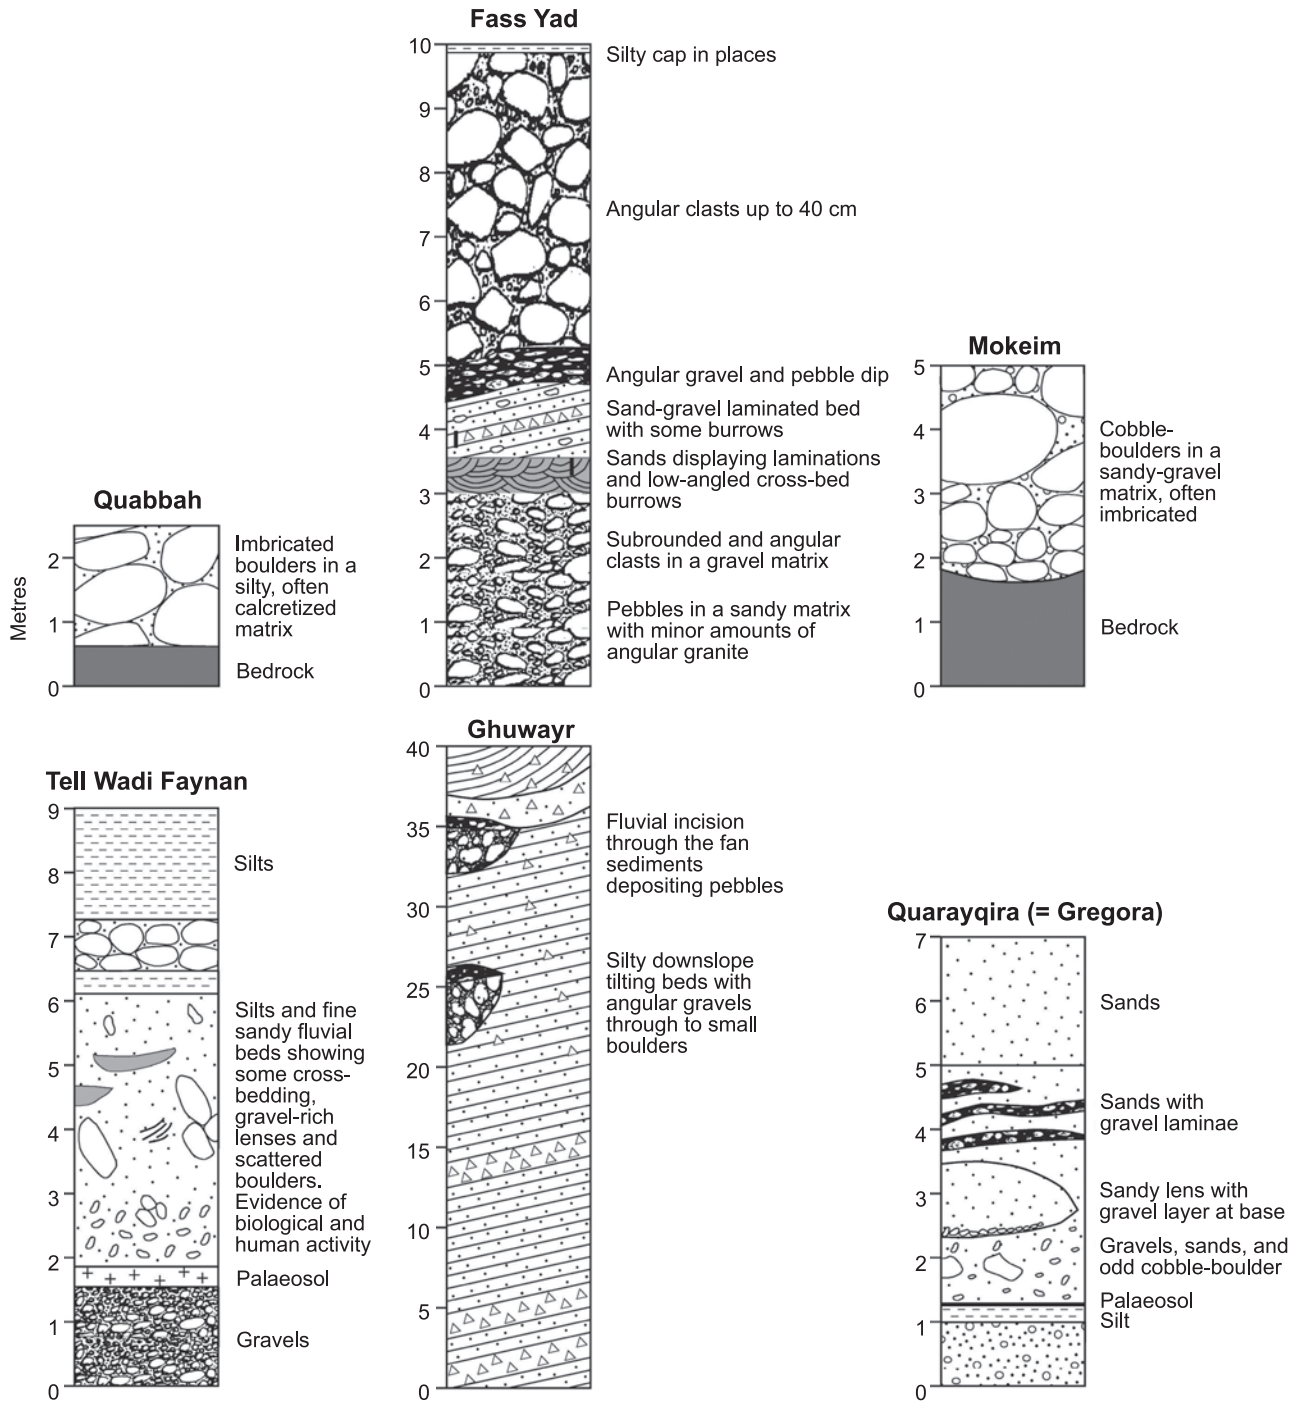 Fass Yad
10
9
8
7
6
5
4
3
2
1
0
Silty cap in places
Angular clasts up to 40 cm
Angular gravel and pebble dip
Sand-gravel laminated bed
with some burrows
Sands displaying laminations
and low-angled cross-bed
burrows
Subrounded and angular
clasts in a gravel matrix
Pebbles in a sandy matrix
with minor amounts of
angular granite
Mokeim
5
4
3
2
1
0
Cobble-
boulders in a
sandy-gravel
matrix, often
imbricated
Bedrock
Quabbah
Metres
2
1
0
Imbricated
boulders in a
silty, often
calcretized
matrix
Bedrock
Tell Wadi Faynan
9
8
7
6
5
4
3
2
1
0
Silts
Silts and fine
sandy fluvial
beds showing
some cross-
bedding,
gravel-rich
lenses and
scattered
boulders.
Evidence of
biological and
human activity
Palaeosol
Gravels
Ghuwayr
40
35
30
25
20
15
10
5
0
Fluvial incision
through the fan
sediments
depositing pebbles
Silty downslope
tilting beds with
angular gravels
through to small
boulders
Quarayqira (= Gregora)
7
6
5
4
3
2
1
0
Sands
Sands with
gravel laminae
Sandy lens with
gravel layer at base
Gravels, sands, and
odd cobble-boulder
Palaeosol
Silt